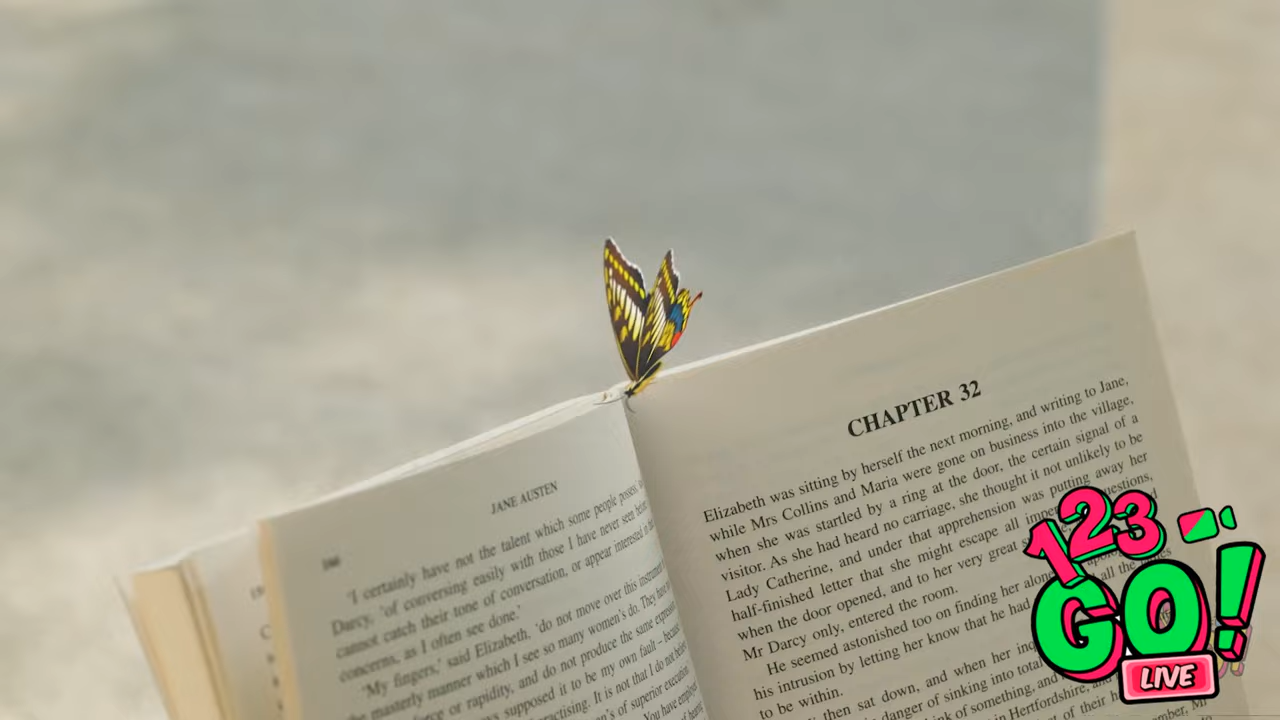 JANE AUSTEN
'I certainly have not the talent which some people possess,
Darcy, 'of conversing easily with those I have never seen
cannot catch their tone of conversation, or appear interested
concerns, as I often see done.'
'My fingers,' said Elizabeth, 'do not move over this instrument
the masterly manner which I see so many women's do. They
force or rapidity, and do not produce the same
supposed it to be my own fault –
practising. It is not that I do not
of superior execution
You have
CHAPTER 32
Elizabeth was sitting by herself the next morning, and writing to Jane,
while Mrs Collins and Maria were gone on business into the village,
when she was startled by a ring at the door, the certain signal of a
visitor. As she had heard no carriage, she thought it not unlikely to be
Lady Catherine, and under that apprehension was putting away her
half-finished letter that she might escape all questions,
when the door opened, and to her very great
Mr Darcy only, entered the room.
He seemed astonished too on finding her alone
his intrusion by letting her know that he had all the
to be within.
then sat down, and when her
danger of sinking into total
think of something, and
in Hertfordshire,
of their
123
GO!
LIVE